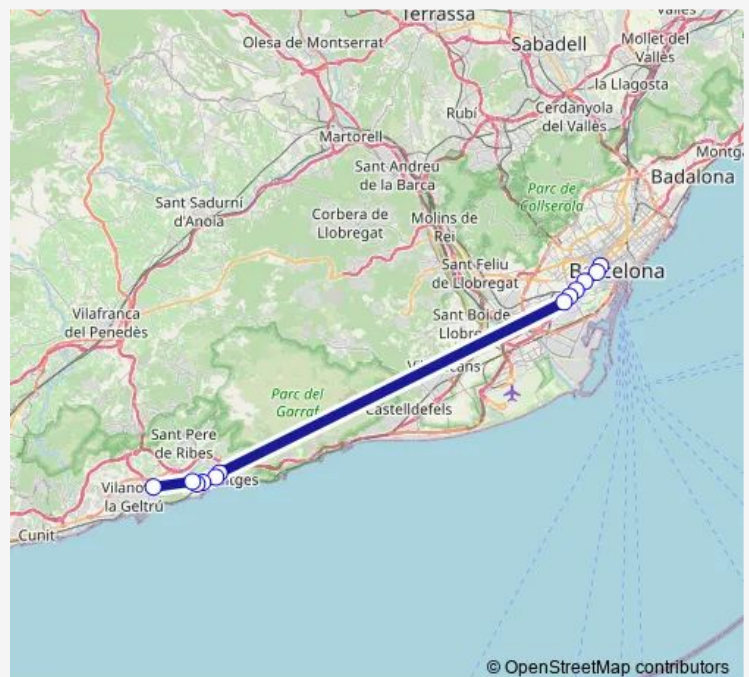 Terrassa
Vallès
Olesa de Montserrat
Sabadell
Mollet del
Vallès
la Llagosta
Rubí
Cerdanyola
del Vallès
Martorell
Sant Andreu
de la Barca
Badalona
Parc de
Collserola
Sant Sadurní
d'Anoia
Corbera de
Llobregat
Molins de
Rei
Sant Feliu
de Llobregat
Vilafranca
del Penedès
Sant Boi de
Parc del
Garraf
Castelldefels
Sant Pere
de Ribes
la Geltrú
Cunit
© OpenStreetMap contributors